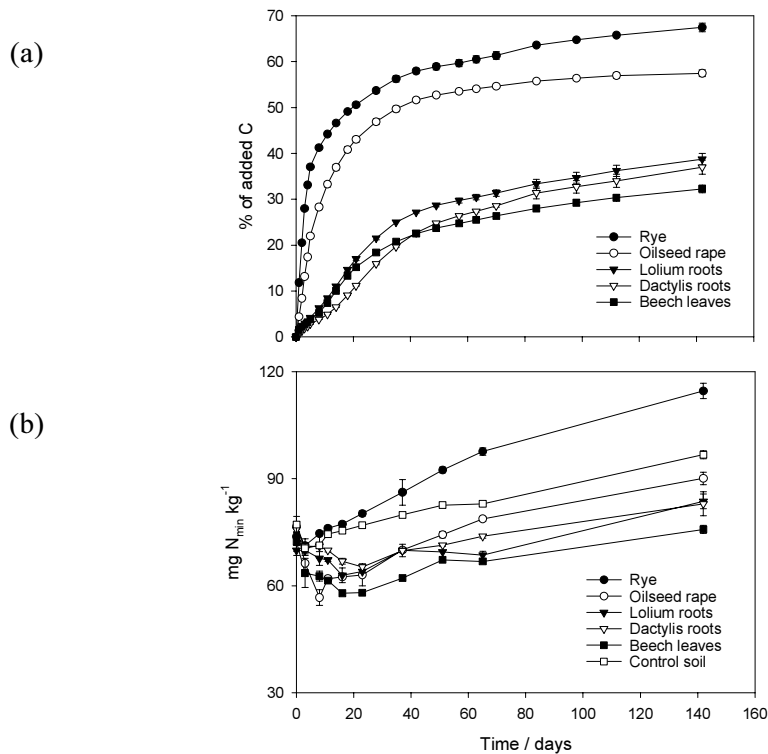 (a)
70
60
50
40
30
20
10
0
% of added C
Rye
Oilseed rape
Lolium roots
Dactylis roots
Beech leaves
(b)
120
90
60
30
mg N_min kg⁻¹
Rye
Oilseed rape
Lolium roots
Dactylis roots
Beech leaves
Control soil
0 20 40 60 80 100 120 140 160
Time / days